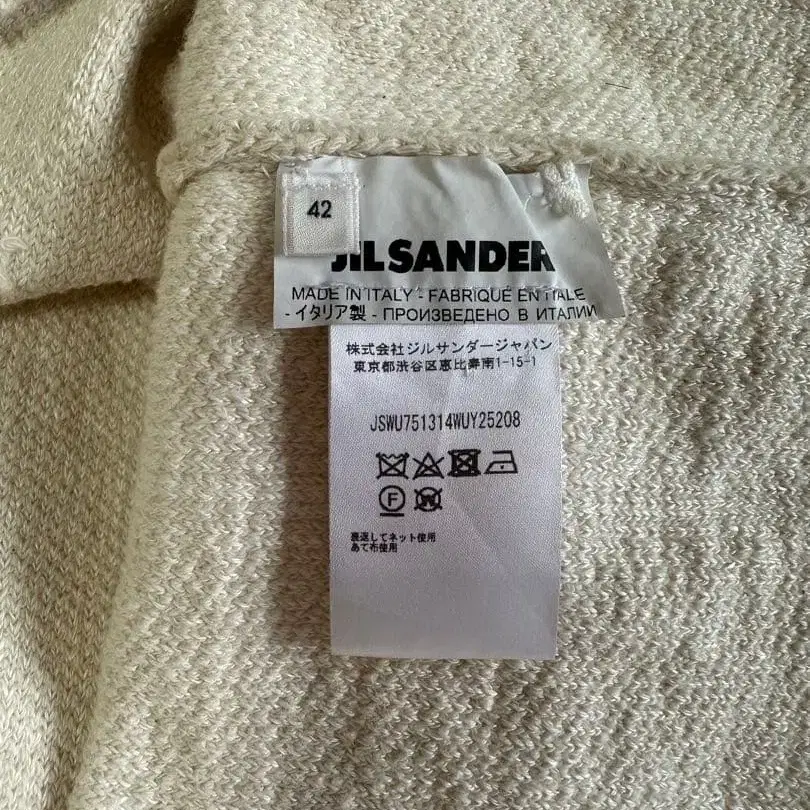 42
JIL SANDER
MADE IN ITALY - FABRIQUÉ EN ITALIE
- イタリア製 - ПРОИЗВЕДЕНО В ИТАЛИИ
株式会社ジルサンダージャパン
東京都渋谷区恵比寿南1-15-1
JSWU751314WUY25208
F
W
裏返してネット使用
あて布使用